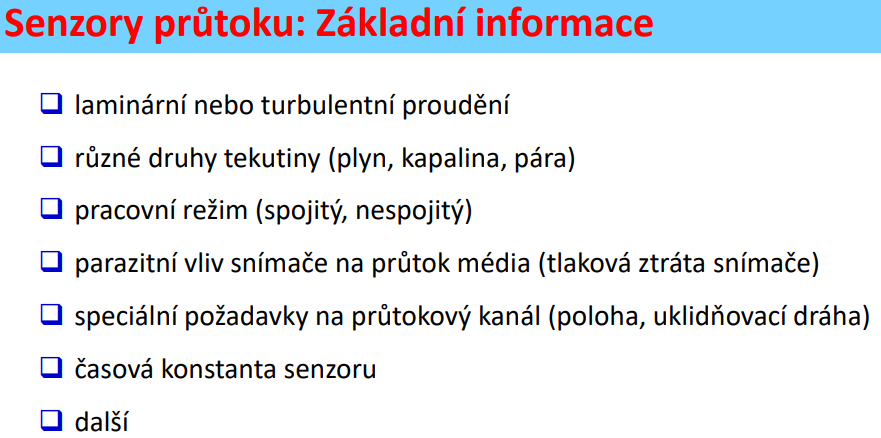 Senzory průtoku: Základní informace
laminární nebo turbulentní proudění
různé druhy tekutiny (plyn, kapalina, pára)
pracovní režim (spojitý, nespojitý)
parazitní vliv snímače na průtok média (tlaková ztráta snímače)
speciální požadavky na průtokový kanál (poloha, uklidňovací dráha)
časová konstanta senzoru
další